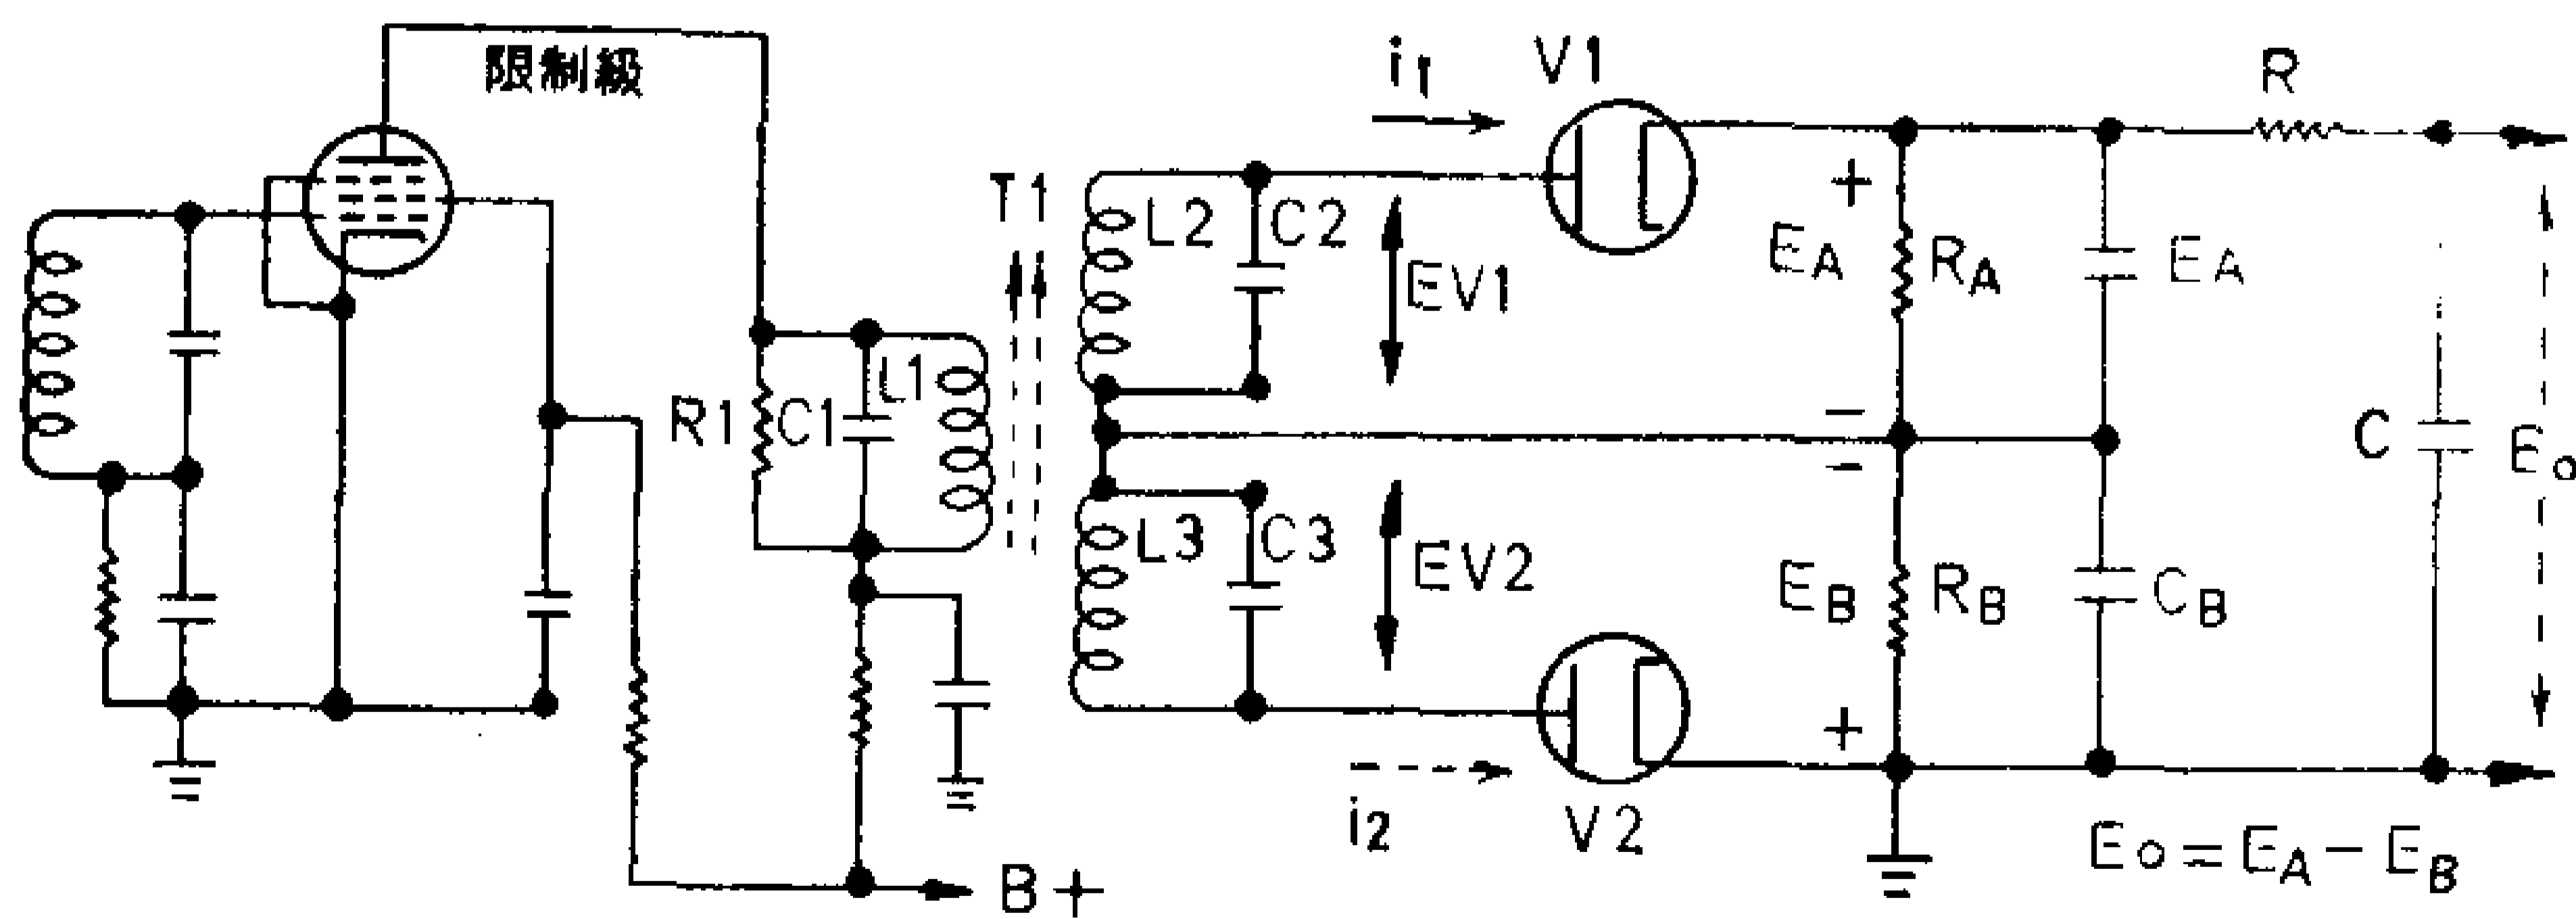 限制級
i1
V1
R
T1
L2
C2
EV1
+
EA
RA
EA
R1
C1
L1
−
C
Eo
−
L3
C3
EV2
EB
RB
CB
+
i2
V2
B+
Eo=EA−EB